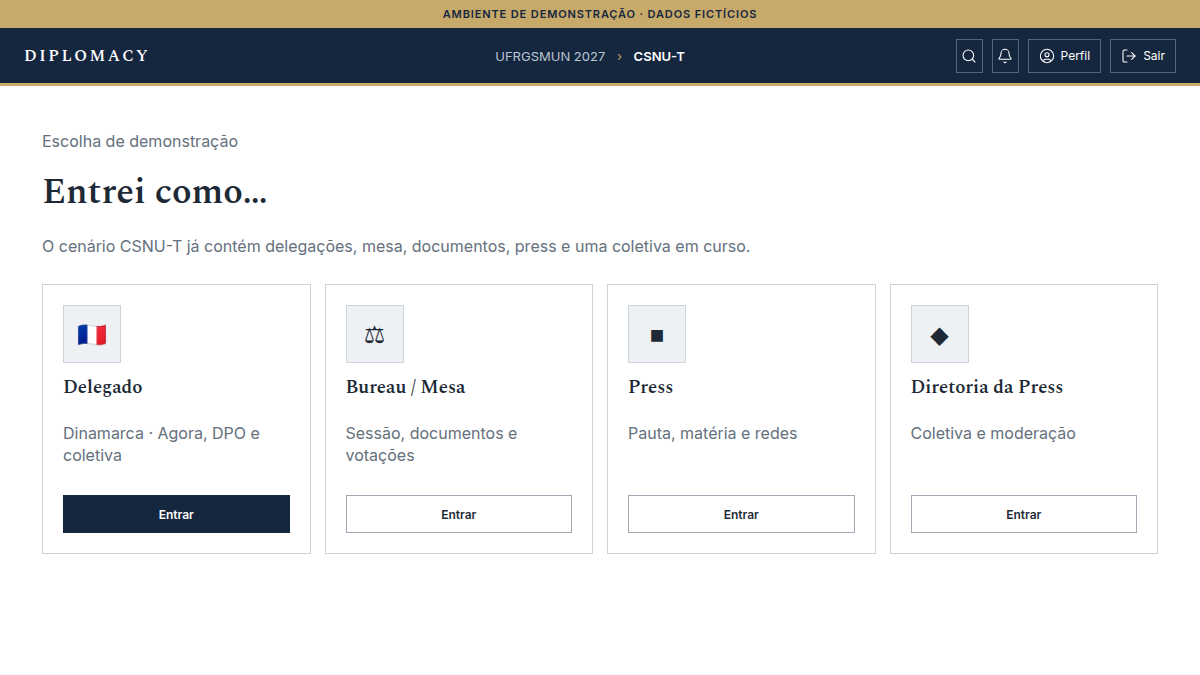 AMBIENTE DE DEMONSTRAÇÃO · DADOS FICTÍCIOS
DIPLOMACY
UFRGSMUN 2027 › CSNU-T
Perfil
Sair
Escolha de demonstração
Entrei como...
O cenário CSNU-T já contém delegações, mesa, documentos, press e uma coletiva em curso.
Delegado
Dinamarca · Agora, DPO e
coletiva
Entrar
Bureau / Mesa
Sessão, documentos e
votações
Entrar
Press
Pauta, matéria e redes
Entrar
Diretoria da Press
Coletiva e moderação
Entrar